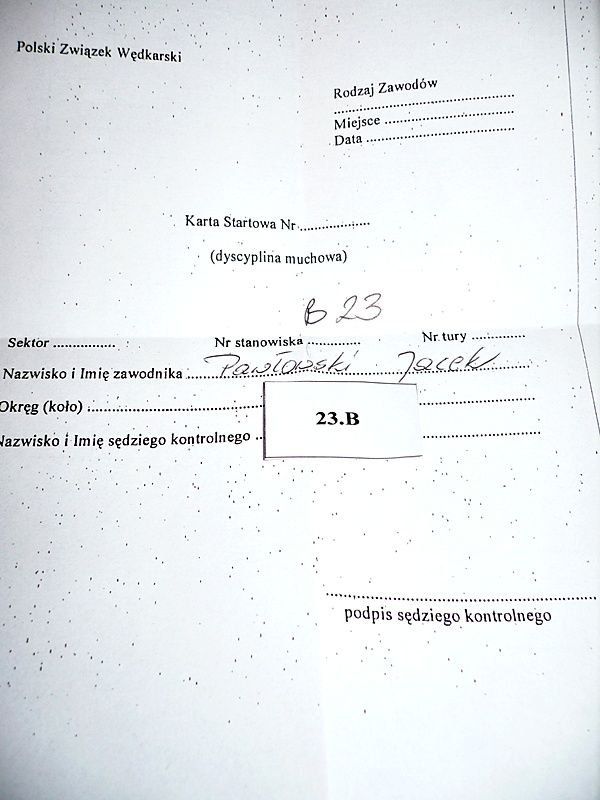 Polski Związek Wędkarski
Rodzaj Zawodów
..............................................
Miejsce ................................
Data ....................................
Karta Startowa Nr..................
(dyscyplina muchowa)
B 23
Sektor ................ Nr stanowiska ............. Nr tury .............
Nazwisko i Imię zawodnika ..... Pawłowski Jacek
Okręg (koło) :.............................................
23.B
Nazwisko i Imię sędziego kontrolnego ..........................
..............................................................
podpis sędziego kontrolnego